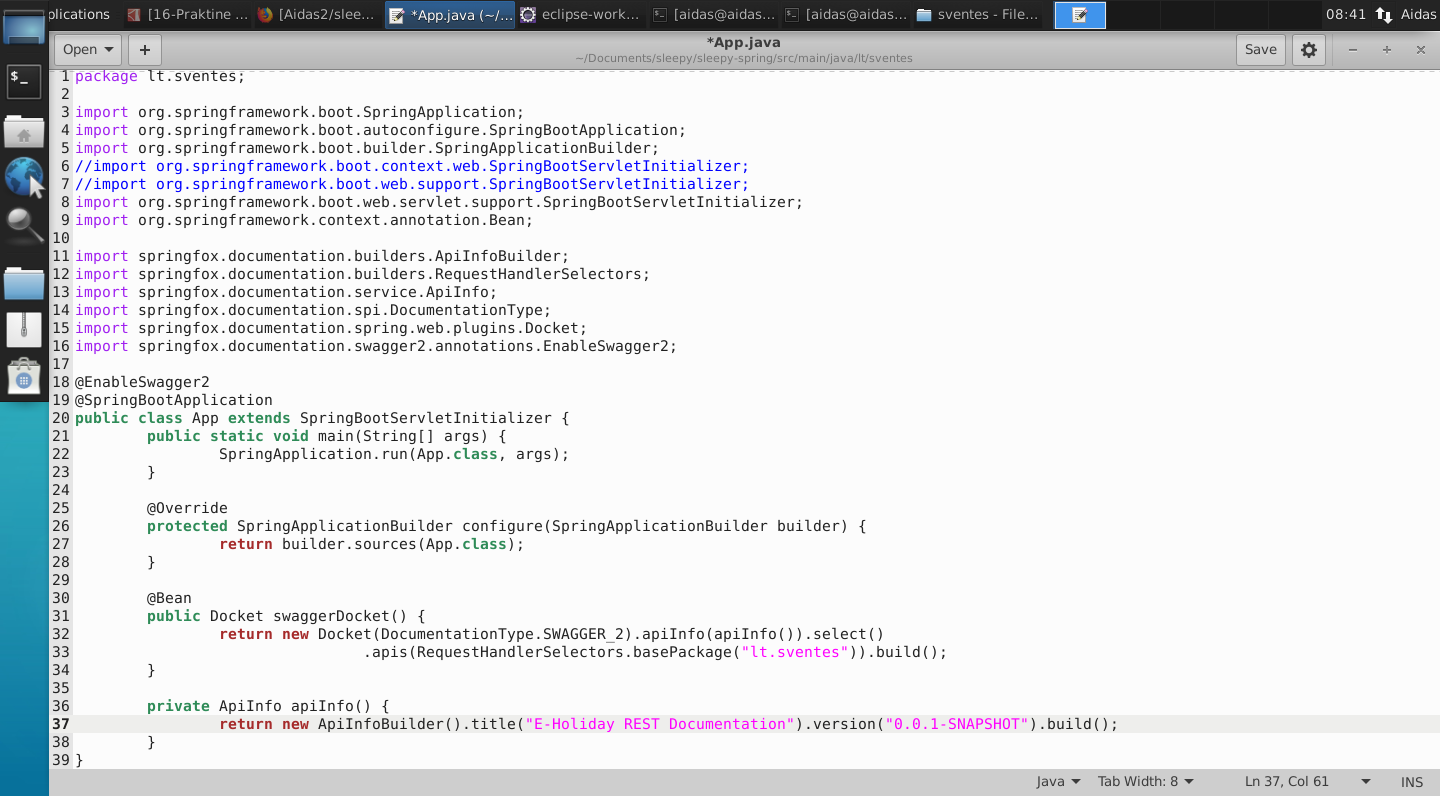 plications [16-Praktine ... [Aidas2/slee... *App.java (~/... eclipse-work... [aidas@aidas... [aidas@aidas... sventes - File... 08:41 Aidas
Open + *App.java Save
~/Documents/sleepy/sleepy-spring/src/main/java/lt/sventes
1 package lt.sventes;
2
3 import org.springframework.boot.SpringApplication;
4 import org.springframework.boot.autoconfigure.SpringBootApplication;
5 import org.springframework.boot.builder.SpringApplicationBuilder;
6 //import org.springframework.boot.context.web.SpringBootServletInitializer;
7 //import org.springframework.boot.web.support.SpringBootServletInitializer;
8 import org.springframework.boot.web.servlet.support.SpringBootServletInitializer;
9 import org.springframework.context.annotation.Bean;
10
11 import springfox.documentation.builders.ApiInfoBuilder;
12 import springfox.documentation.builders.RequestHandlerSelectors;
13 import springfox.documentation.service.ApiInfo;
14 import springfox.documentation.spi.DocumentationType;
15 import springfox.documentation.spring.web.plugins.Docket;
16 import springfox.documentation.swagger2.annotations.EnableSwagger2;
17
18 @EnableSwagger2
19 @SpringBootApplication
20 public class App extends SpringBootServletInitializer {
21 public static void main(String[] args) {
22 SpringApplication.run(App.class, args);
23 }
24
25 @Override
26 protected SpringApplicationBuilder configure(SpringApplicationBuilder builder) {
27 return builder.sources(App.class);
28 }
29
30 @Bean
31 public Docket swaggerDocket() {
32 return new Docket(DocumentationType.SWAGGER_2).apiInfo(apiInfo()).select()
33 .apis(RequestHandlerSelectors.basePackage("lt.sventes")).build();
34 }
35
36 private ApiInfo apiInfo() {
37 return new ApiInfoBuilder().title("E-Holiday REST Documentation").version("0.0.1-SNAPSHOT").build();
38 }
39 }
Java Tab Width: 8 Ln 37, Col 61 INS